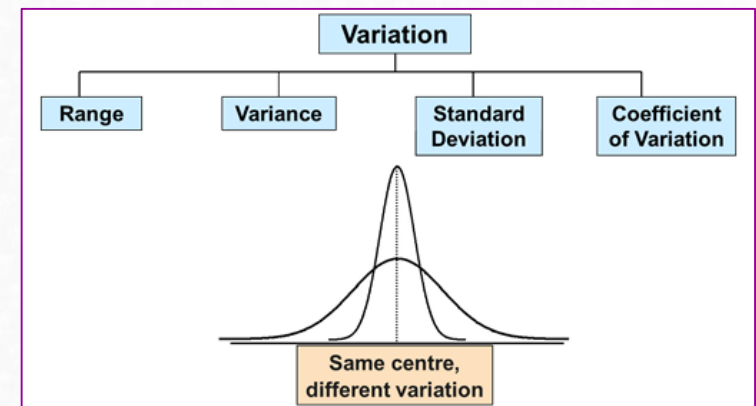 Variation
Range
Variance
Standard
Deviation
Coefficient
of Variation
Same centre,
different variation